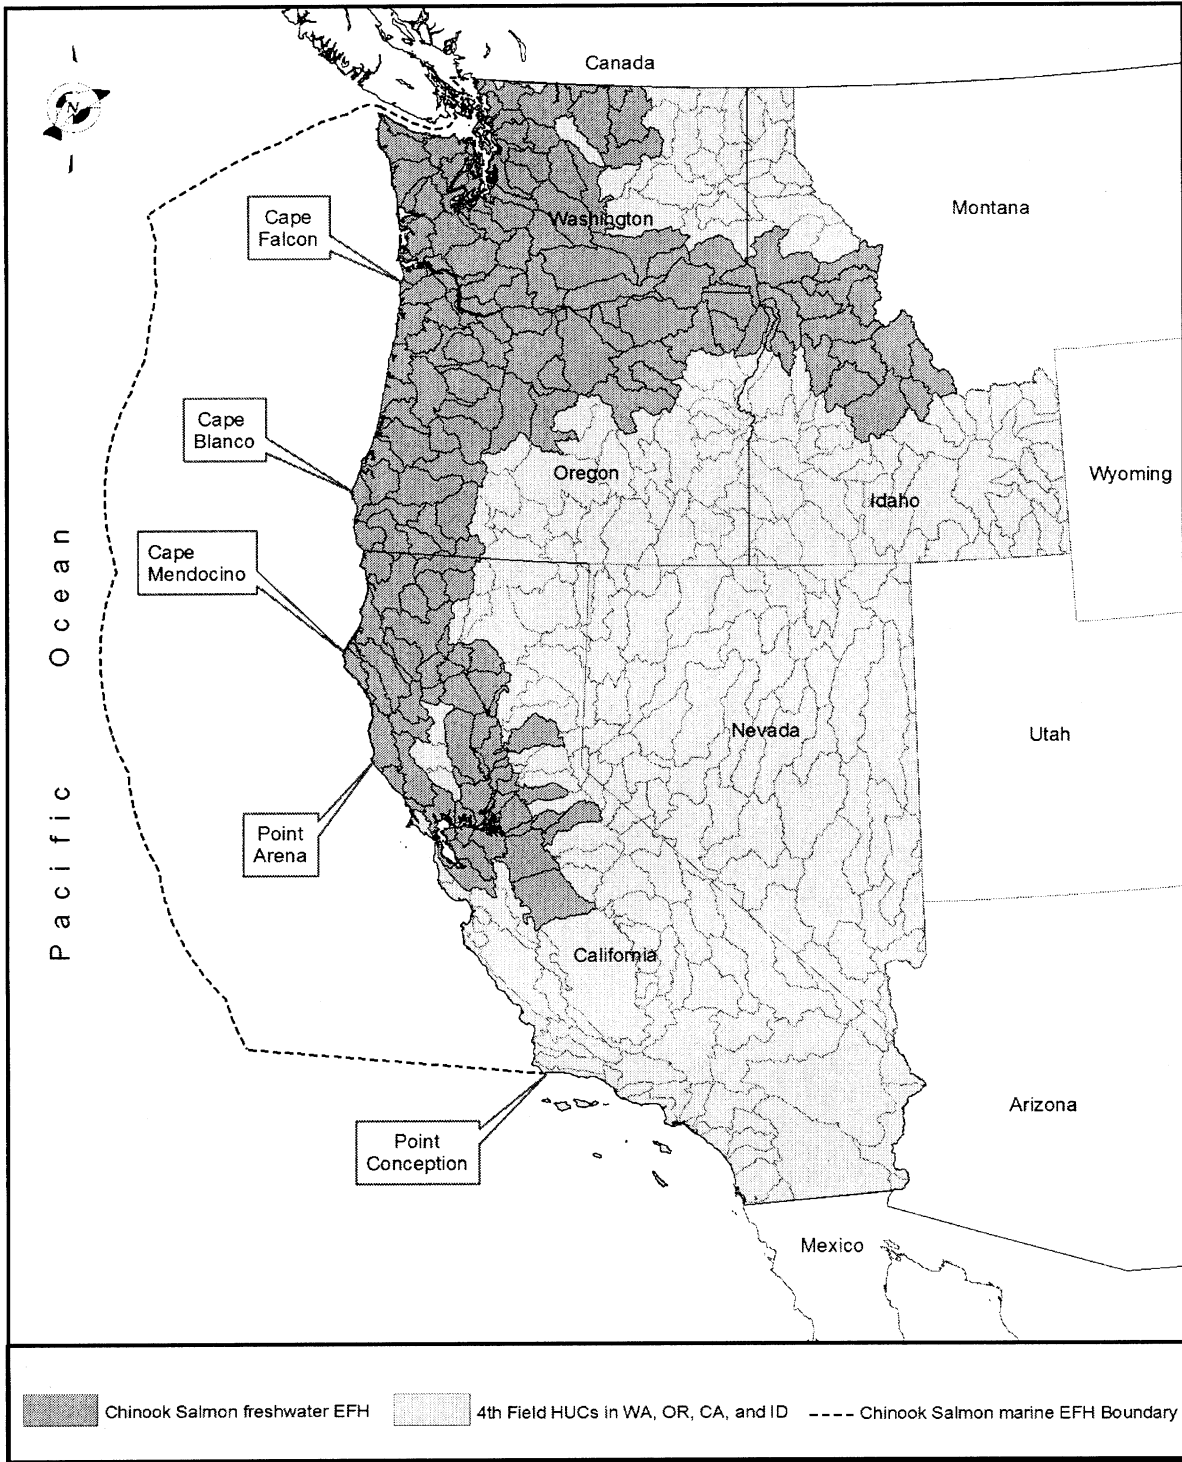 Canada
N
Cape
Falcon
Washington
Montana
Cape
Blanco
Oregon
Idaho
Wyoming
Cape
Mendocino
Pacific Ocean
Nevada
Utah
Point
Arena
California
Arizona
Point
Conception
Mexico
Chinook Salmon freshwater EFH
4th Field HUCs in WA, OR, CA, and ID
Chinook Salmon marine EFH Boundary